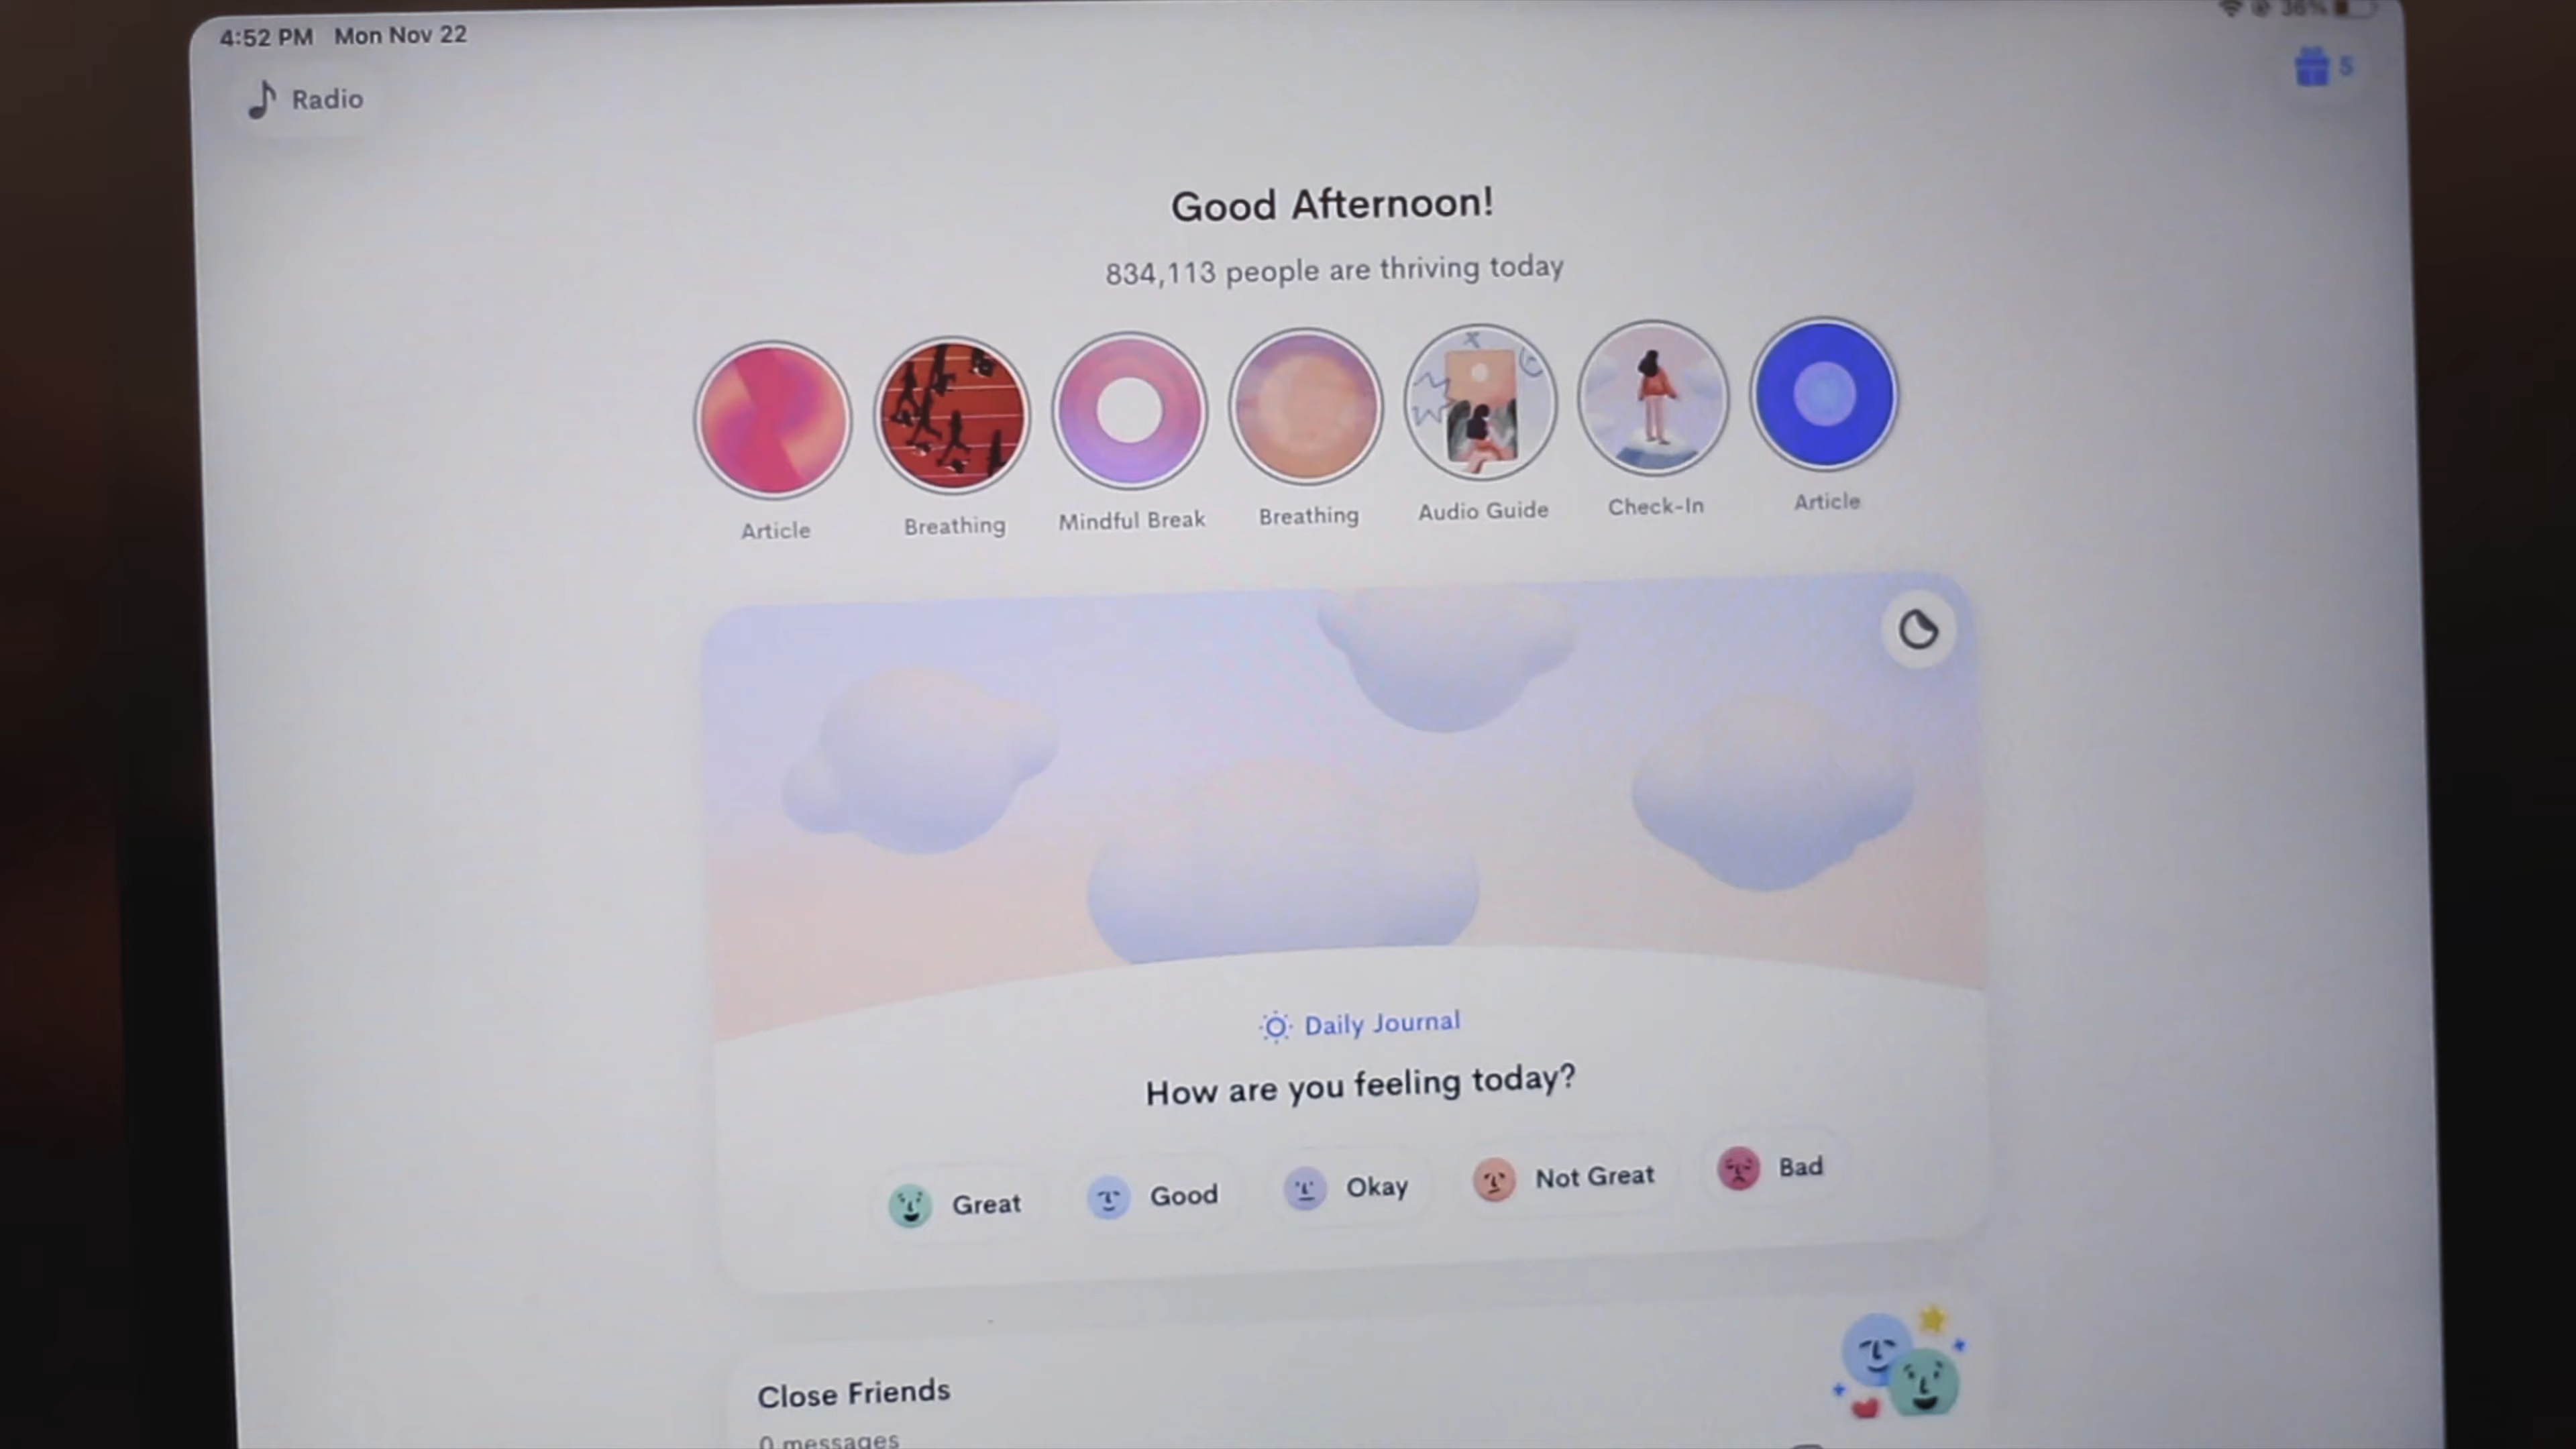 4:52 PM Mon Nov 22
36%
Radio
5
Good Afternoon!
834,113 people are thriving today
Article
Breathing
Mindful Break
Breathing
Audio Guide
Check-In
Article
Daily Journal
How are you feeling today?
Great
Good
Okay
Not Great
Bad
Close Friends
0 messages